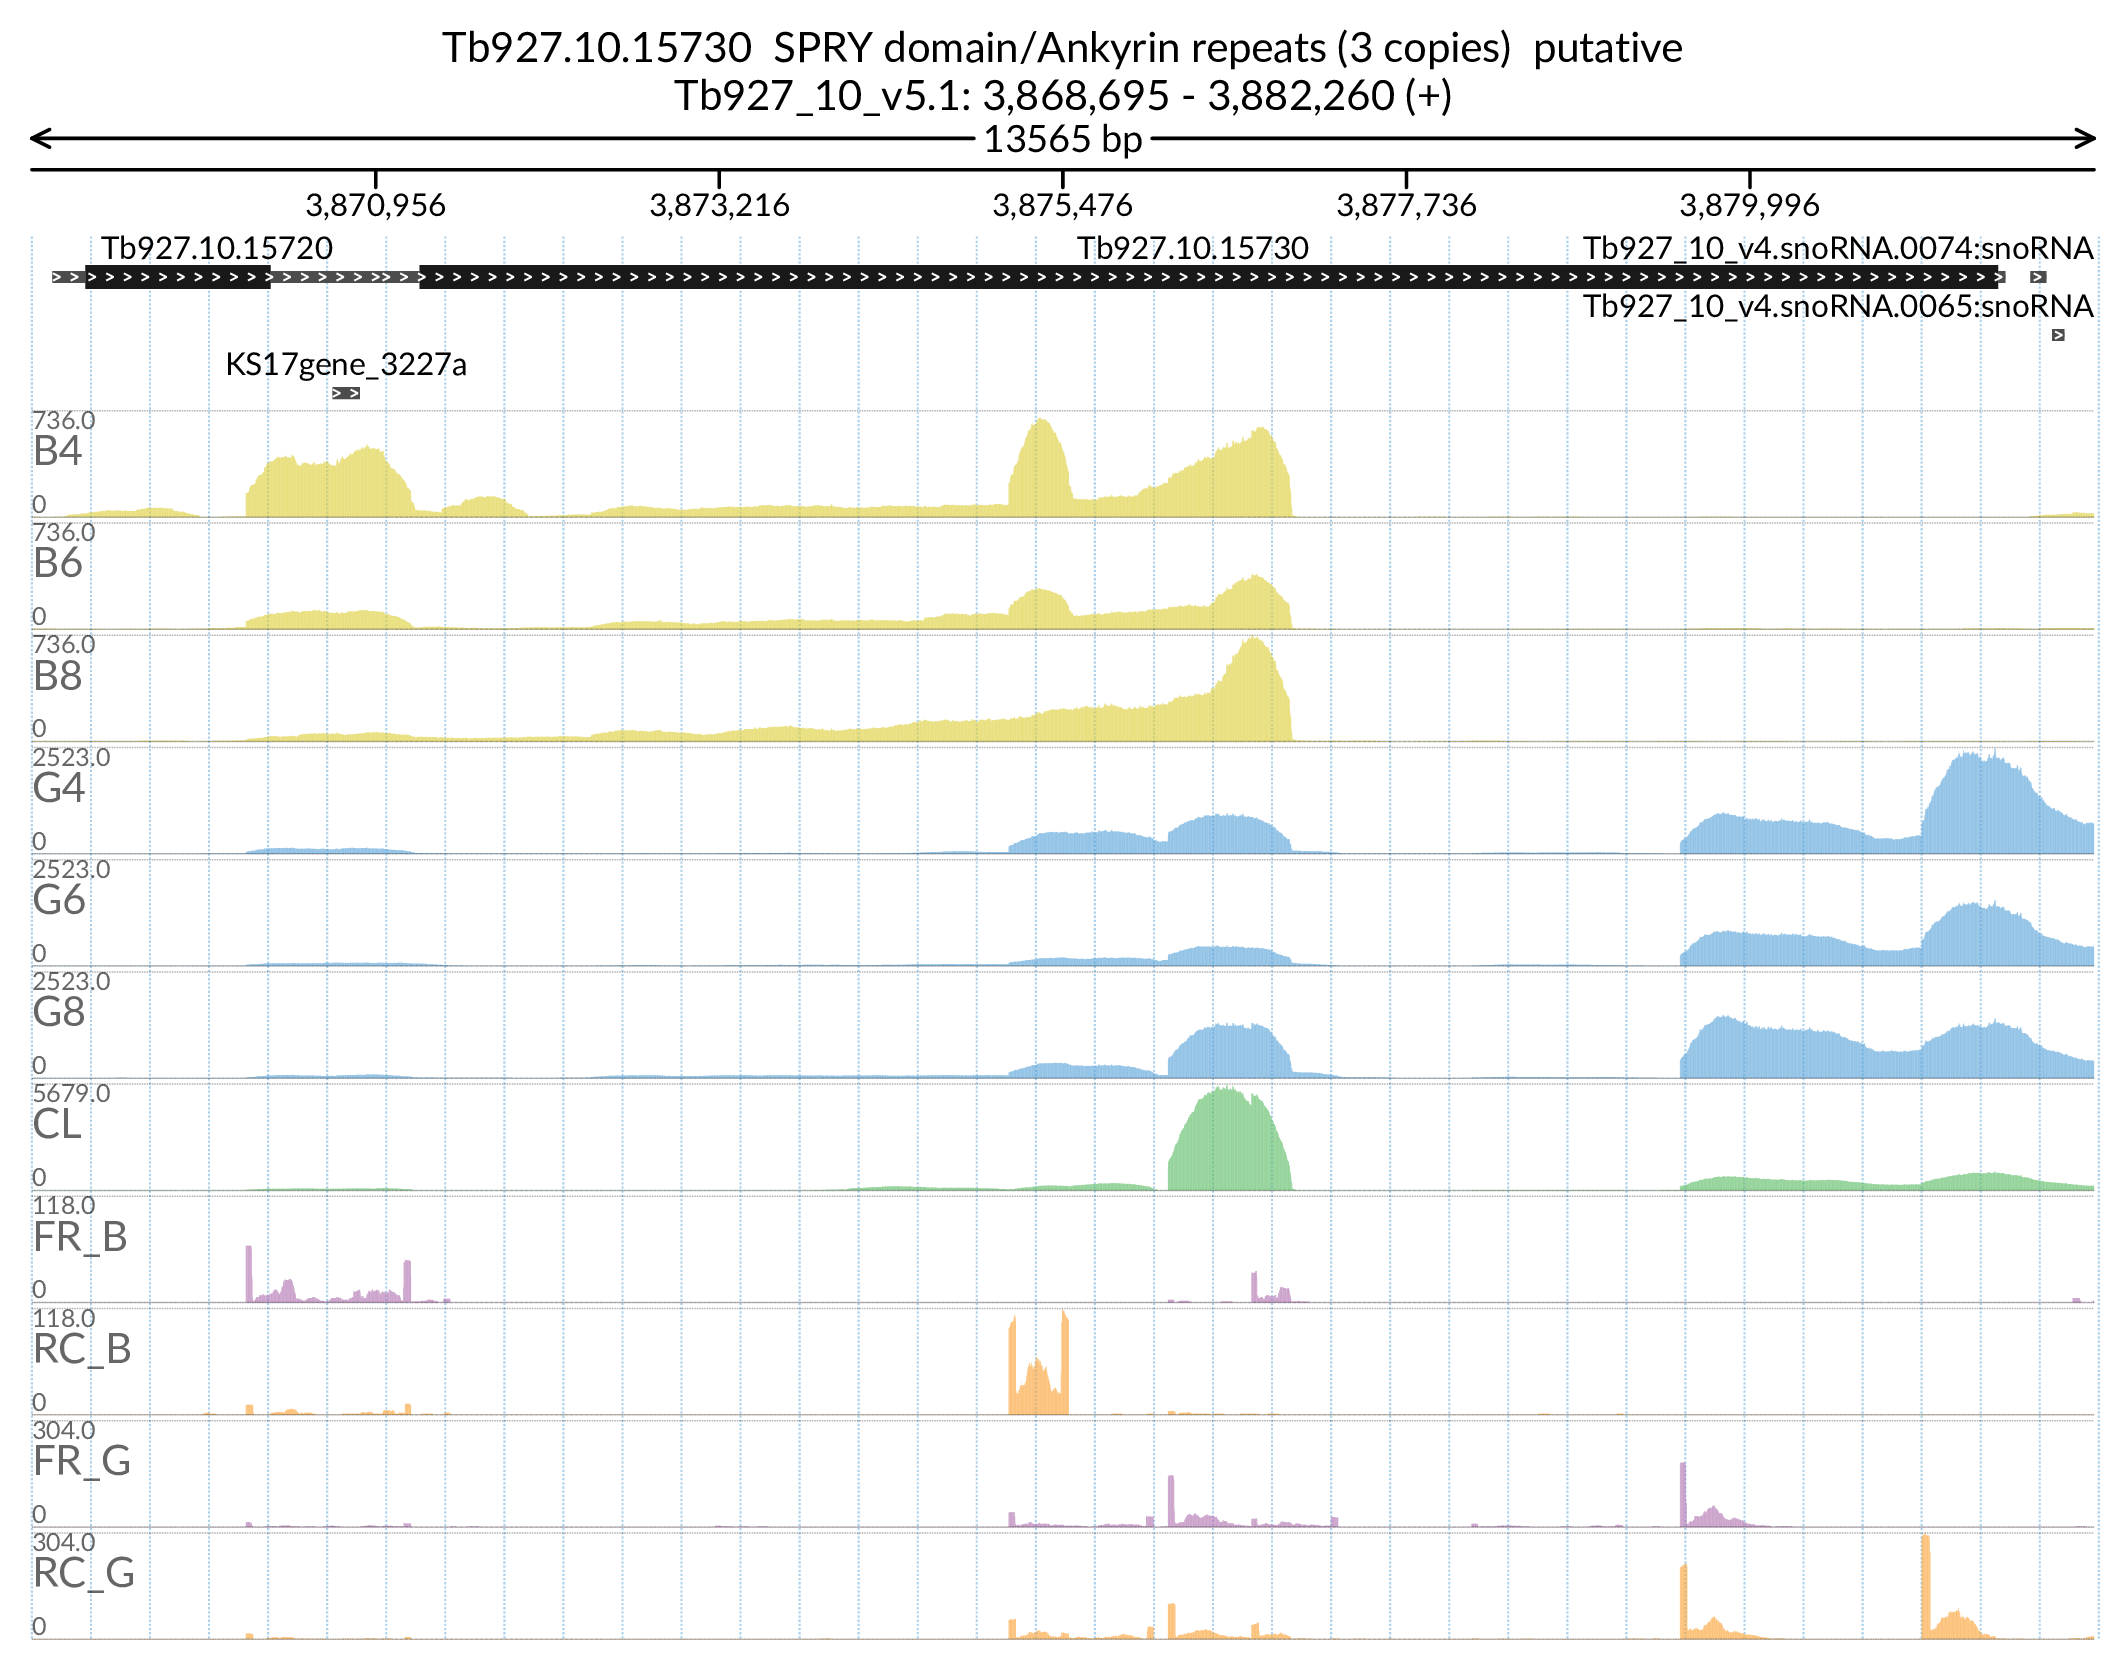 Tb927.10.15730  SPRY domain/Ankyrin repeats (3 copies)  putative
Tb927_10_v5.1: 3,868,695 - 3,882,260 (+)
13565 bp
3,870,956 3,873,216 3,875,476 3,877,736 3,879,996
Tb927.10.15720 Tb927.10.15730 Tb927_10_v4.snoRNA.0074:snoRNA
Tb927_10_v4.snoRNA.0065:snoRNA
KS17gene_3227a
736.0
B4
0
736.0
B6
0
736.0
B8
0
2523.0
G4
0
2523.0
G6
0
2523.0
G8
0
5679.0
CL
0
118.0
FR_B
0
118.0
RC_B
0
304.0
FR_G
0
304.0
RC_G
0